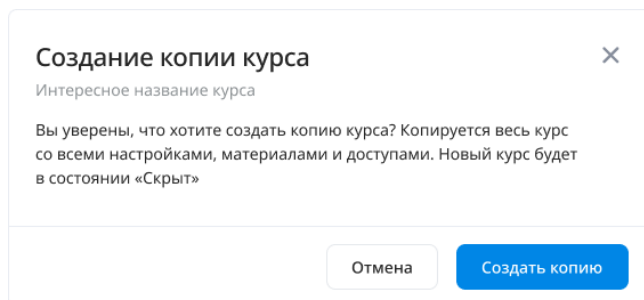 Создание копии курса
Интересное название курса
Вы уверены, что хотите создать копию курса? Копируется весь курс
со всеми настройками, материалами и доступами. Новый курс будет
в состоянии «Скрыт»
Отмена
Создать копию